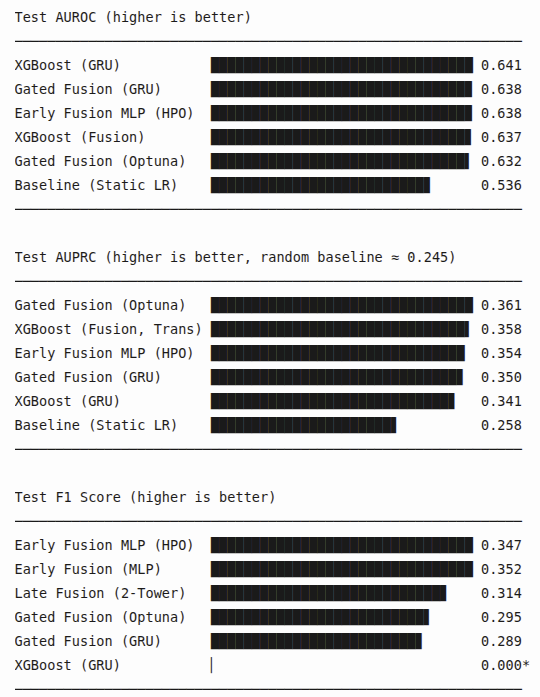 Test AUROC (higher is better)
XGBoost (GRU) 0.641
Gated Fusion (GRU) 0.638
Early Fusion MLP (HPO) 0.638
XGBoost (Fusion) 0.637
Gated Fusion (Optuna) 0.632
Baseline (Static LR) 0.536
Test AUPRC (higher is better, random baseline ≈ 0.245)
Gated Fusion (Optuna) 0.361
XGBoost (Fusion, Trans) 0.358
Early Fusion MLP (HPO) 0.354
Gated Fusion (GRU) 0.350
XGBoost (GRU) 0.341
Baseline (Static LR) 0.258
Test F1 Score (higher is better)
Early Fusion MLP (HPO) 0.347
Early Fusion (MLP) 0.352
Late Fusion (2-Tower) 0.314
Gated Fusion (Optuna) 0.295
Gated Fusion (GRU) 0.289
XGBoost (GRU) 0.000*